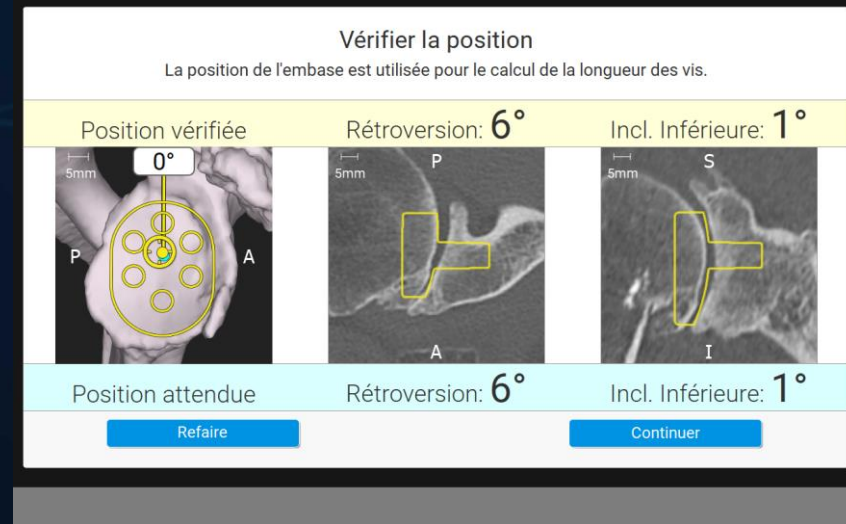 Vérifier la position
La position de l'embase est utilisée pour le calcul de la longueur des vis.
Position vérifiée
Rétroversion: 6°
Incl. Inférieure: 1°
5mm
0°
P
A
5mm
P
A
5mm
S
I
Position attendue
Rétroversion: 6°
Incl. Inférieure: 1°
Refaire
Continuer